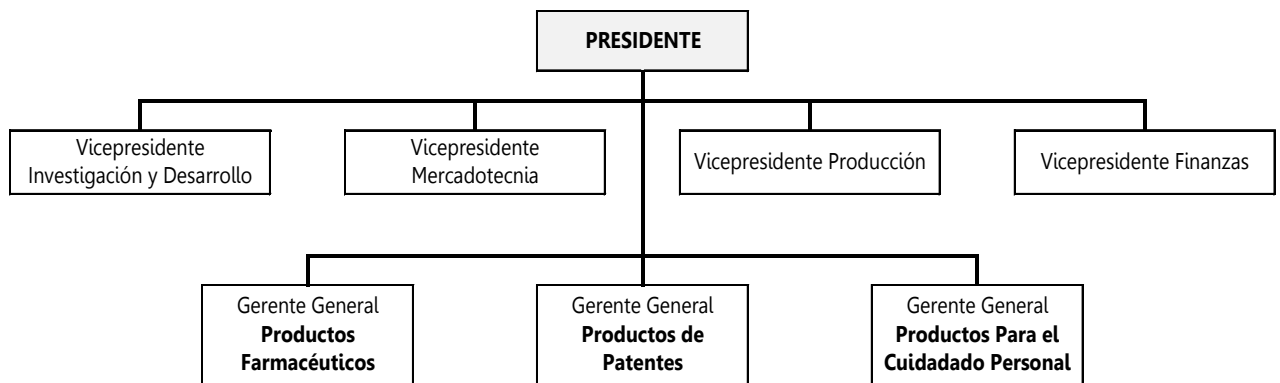 PRESIDENTE
Vicepresidente
Investigación y Desarrollo
Vicepresidente
Mercadotecnia
Vicepresidente Producción
Vicepresidente Finanzas
Gerente General
Productos
Farmacéuticos
Gerente General
Productos de
Patentes
Gerente General
Productos Para el
Cuidadado Personal